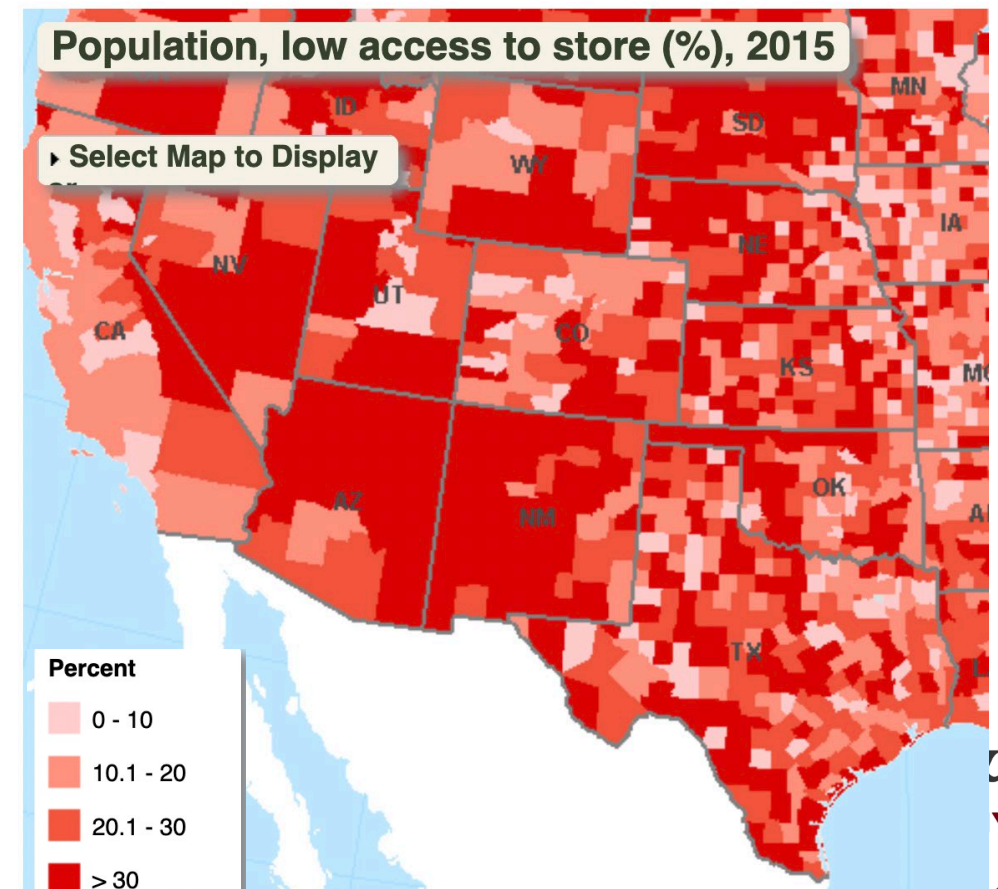 Population, low access to store (%), 2015
MN
ID
SD
Select Map to Display
WY
IA
NE
NV
UT
CA
CO
KS
MO
AZ
OK
NM
TX
Percent
0 - 10
10.1 - 20
20.1 - 30
> 30